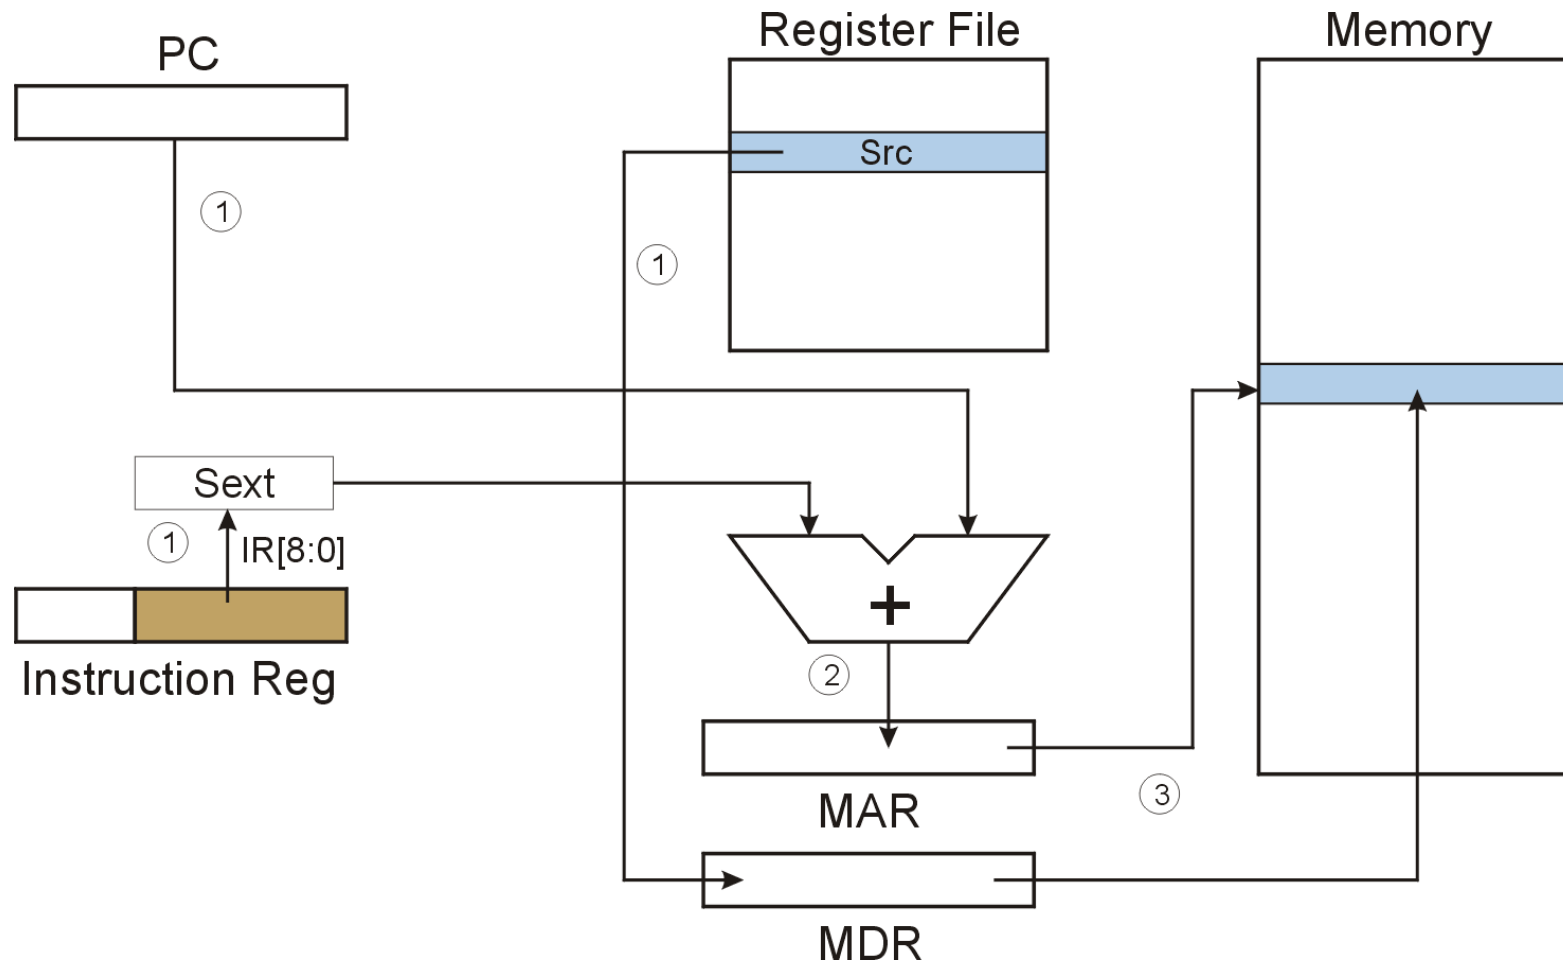 PC
Register File
Memory
Src
1
1
Sext
1
IR[8:0]
+
Instruction Reg
2
MAR
3
MDR